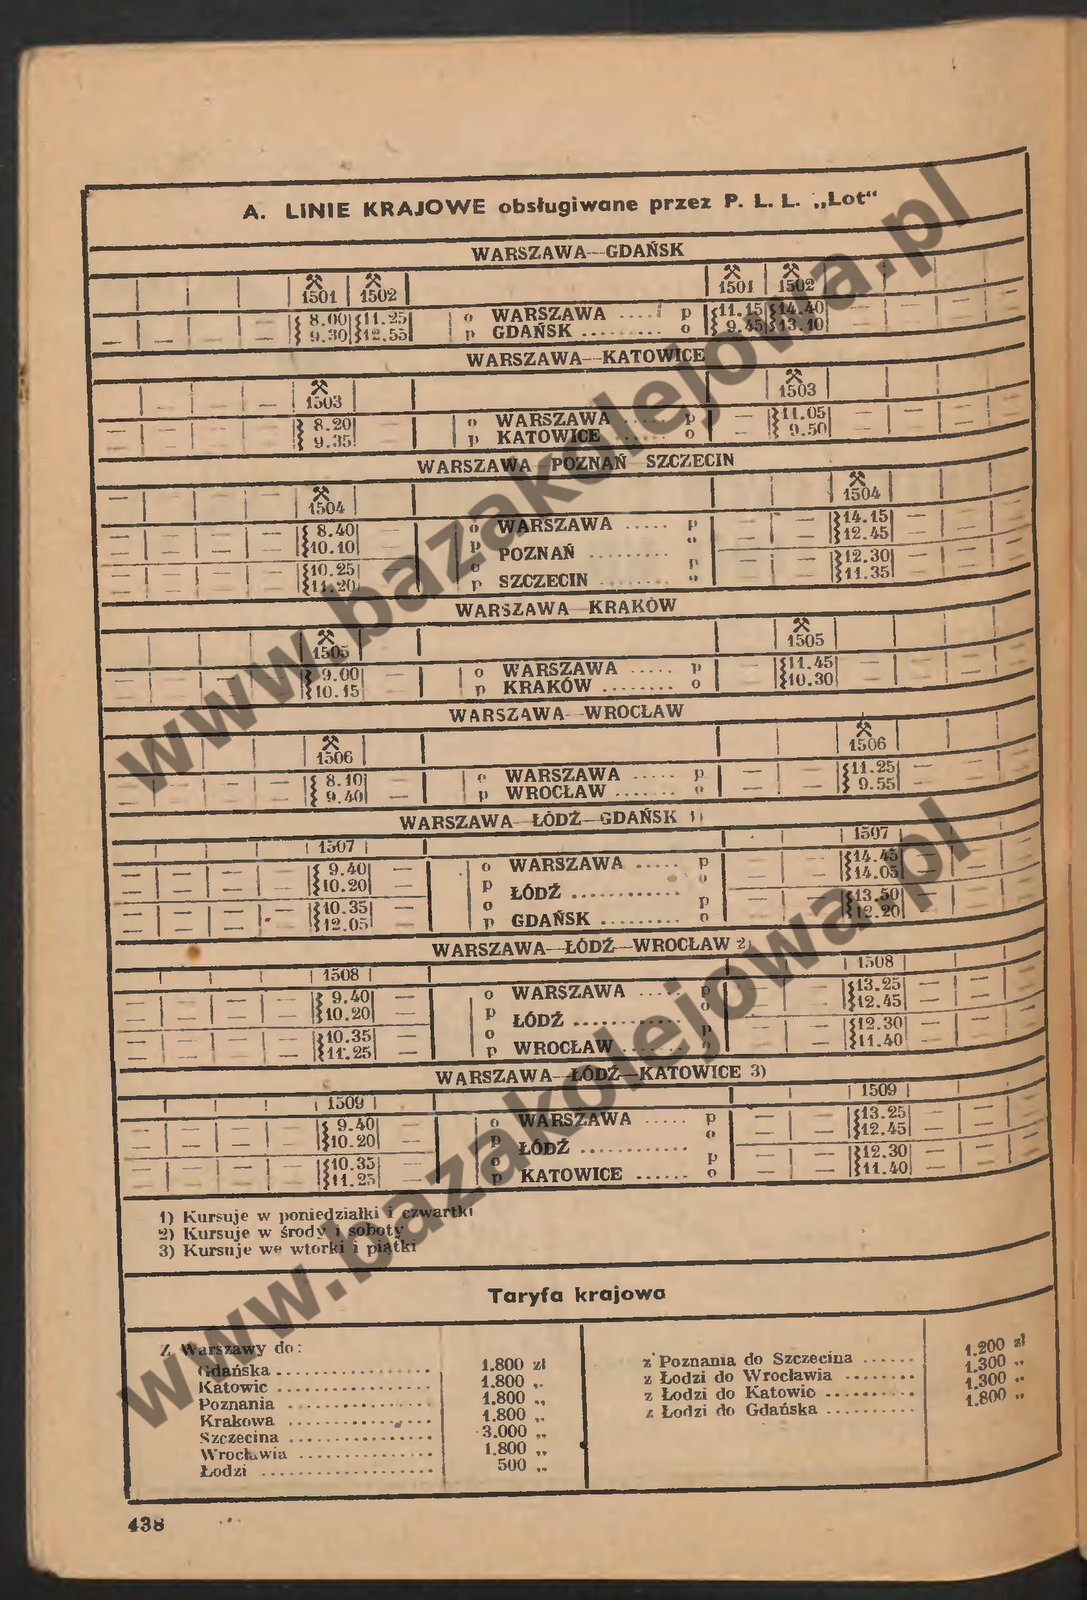 A. LINIE KRAJOWE obsługiwane przez P. L. L. „Lot“
WARSZAWA—GDAŃSK
1501 1502 1501 1502
8.00 11.25 o WARSZAWA .... p 11.15 14.40
9.30 12.55 p GDAŃSK ......... o 9.45 13.10
WARSZAWA—KATOWICE
1503 1503
8.20 o WARSZAWA ..... p 11.05
9.35 p KATOWICE ...... o 9.50
WARSZAWA POZNAŃ SZCZECIN
1504 1504
8.40 o WARSZAWA ..... p 14.15
10.10 p POZNAŃ .......... o 12.45
10.25 o p 12.30
11.20 p SZCZECIN ........ o 11.35
WARSZAWA KRAKÓW
1505 1505
9.00 o WARSZAWA ..... p 11.45
10.15 p KRAKÓW ........ o 10.30
WARSZAWA—WROCŁAW
1506 1506
8.10 o WARSZAWA ..... p 11.25
9.40 p WROCŁAW ....... o 9.55
WARSZAWA ŁÓDŹ—GDAŃSK 1)
1507 1507
9.40 o WARSZAWA ..... p 14.45
10.20 p ŁÓDŹ ............. o 14.05
10.35 o p 13.50
12.05 p GDAŃSK .......... o 12.20
WARSZAWA—ŁÓDŹ—WROCŁAW 2)
1508 1508
9.40 o WARSZAWA ..... p 13.25
10.20 p ŁÓDŹ ............. o 12.45
10.35 o p 12.30
11.25 p WROCŁAW ....... o 11.40
WARSZAWA—ŁÓDŹ—KATOWICE 3)
1509 1509
9.40 o WARSZAWA ..... p 13.25
10.20 p ŁÓDŹ ............. o 12.45
10.35 o p 12.30
11.25 p KATOWICE ...... o 11.40
1) Kursuje w poniedziałki i czwartki
2) Kursuje w środy i soboty
3) Kursuje we wtorki i piątki
Taryfa krajowa
Z Warszawy do:
Gdańska .................. 1.800 zł
Katowic .................. 1.800 „
Poznania ................. 1.800 „
Krakowa .................. 1.800 „
Szczecina ................ 3.000 „
Wrocławia ................ 1.800 „
Łodzi .................... 500 „
z Poznania do Szczecina ...... 1.200 zł
z Łodzi do Wrocławia ........ 1.300 „
z Łodzi do Katowic .......... 1.300 „
z Łodzi do Gdańska .......... 1.800 „
438
www.bazakolejowa.pl
www.bazakolejowa.pl